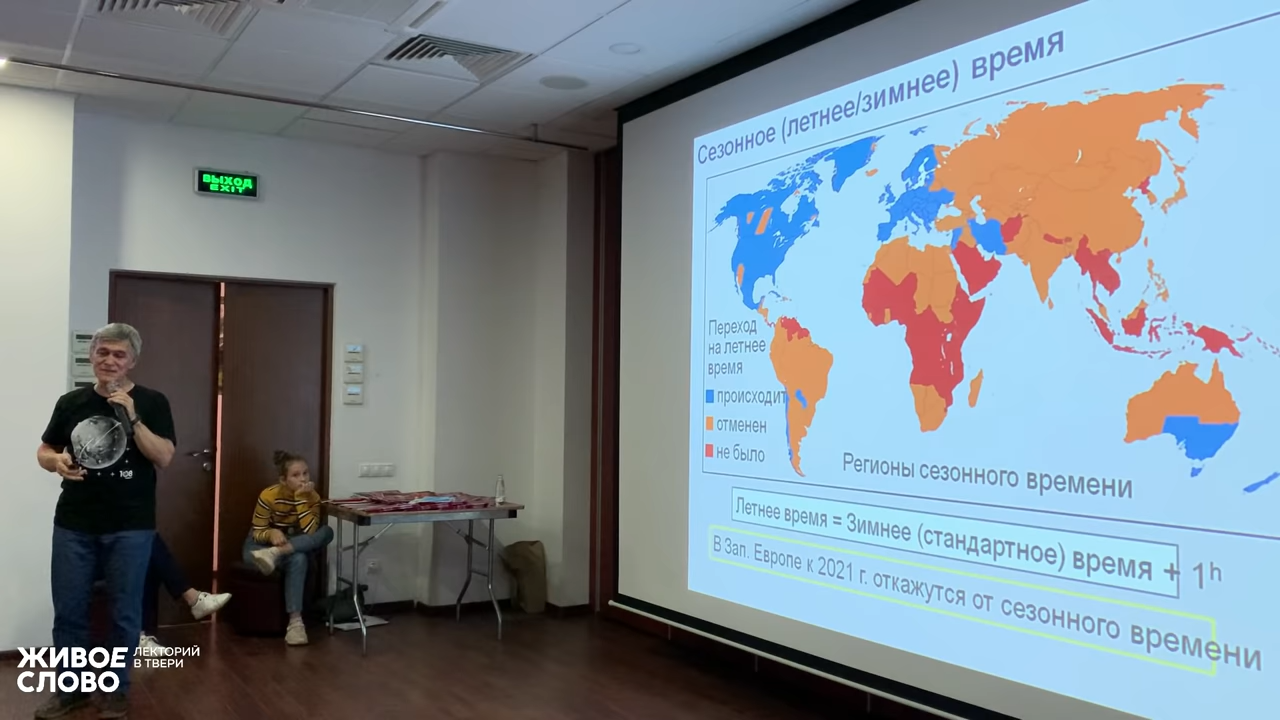 ВЫХОД
EXIT
Сезонное (летнее/зимнее) время
Переход
на летнее
время
происходит
отменен
не было
Регионы сезонного времени
Летнее время = Зимнее (стандартное) время + 1ʰ
В Зап. Европе к 2021 г. откажутся от сезонного времени
108
ЖИВОЕ
СЛОВО
ЛЕКТОРИЙ
В ТВЕРИ